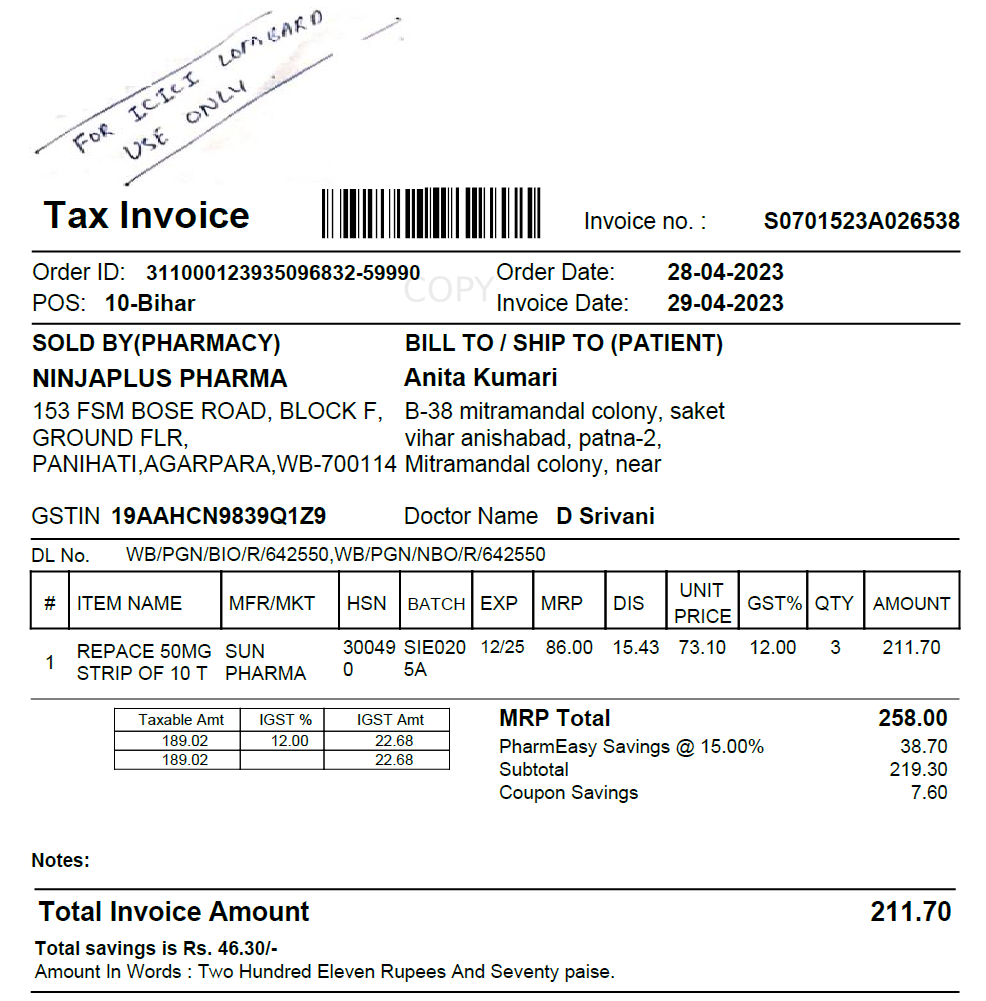 FOR ICICI LOMBARD
USE ONLY
Tax Invoice
Invoice no. : S0701523A026538
Order ID: 311000123935096832-59990
Order Date: 28-04-2023
COPY
POS: 10-Bihar
Invoice Date: 29-04-2023
SOLD BY(PHARMACY)
NINJAPLUS PHARMA
153 FSM BOSE ROAD, BLOCK F,
GROUND FLR,
PANIHATI,AGARPARA,WB-700114
BILL TO / SHIP TO (PATIENT)
Anita Kumari
B-38 mitramandal colony, saket
vihar anishabad, patna-2,
Mitramandal colony, near
GSTIN 19AAHCN9839Q1Z9
Doctor Name D Srivani
DL No. WB/PGN/BIO/R/642550,WB/PGN/NBO/R/642550
# ITEM NAME MFR/MKT HSN BATCH EXP MRP DIS UNIT PRICE GST% QTY AMOUNT
1 REPACE 50MG SUN 30049 SIE020 12/25 86.00 15.43 73.10 12.00 3 211.70
STRIP OF 10 T PHARMA 0 5A
Taxable Amt IGST % IGST Amt
189.02 12.00 22.68
189.02 22.68
MRP Total 258.00
PharmEasy Savings @ 15.00% 38.70
Subtotal 219.30
Coupon Savings 7.60
Notes:
Total Invoice Amount 211.70
Total savings is Rs. 46.30/-
Amount In Words : Two Hundred Eleven Rupees And Seventy paise.